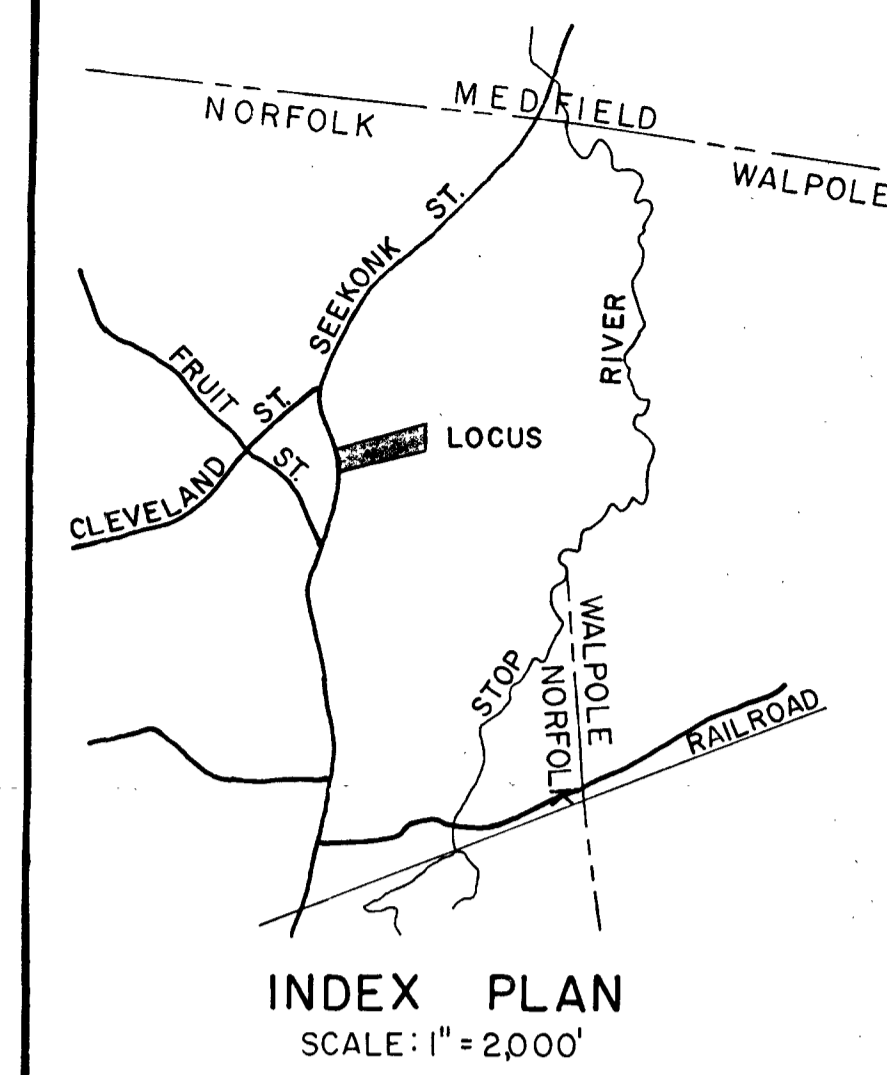 MEDFIELD
NORFOLK
WALPOLE
SEEKONK ST.
RIVER
FRUIT ST.
LOCUS
CLEVELAND ST.
STOP
WALPOLE
NORFOLK
RAILROAD
INDEX PLAN
SCALE: 1" = 2,000'